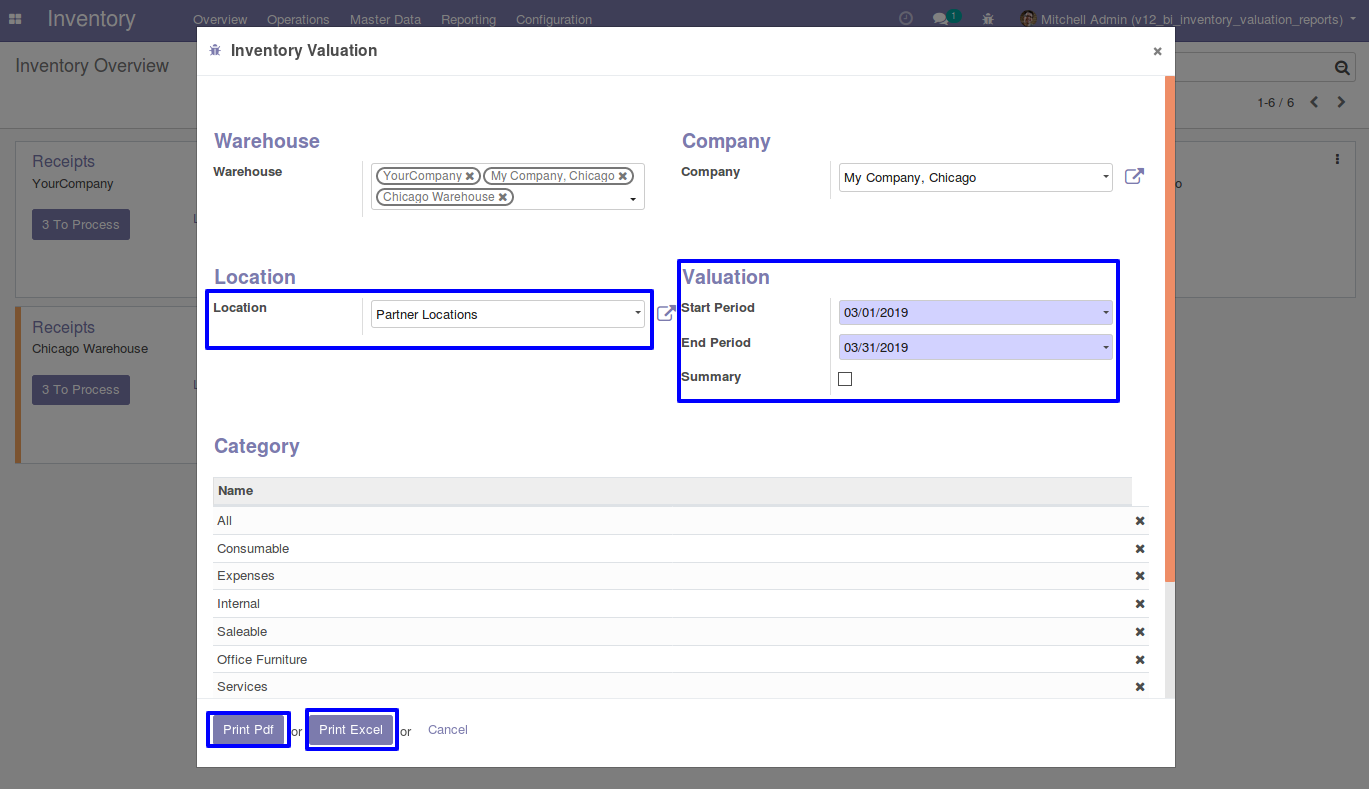 Inventory Overview Operations Master Data Reporting Configuration 1 Mitchell Admin (v12_bi_inventory_valuation_reports)
Inventory Overview
1-6 / 6
Receipts
YourCompany
3 To Process
Receipts
Chicago Warehouse
3 To Process
Inventory Valuation
Warehouse
Warehouse YourCompany My Company, Chicago
Chicago Warehouse
Company
Company My Company, Chicago
Location
Location Partner Locations
Valuation
Start Period 03/01/2019
End Period 03/31/2019
Summary
Category
Name
All
Consumable
Expenses
Internal
Saleable
Office Furniture
Services
Print Pdf or Print Excel or Cancel